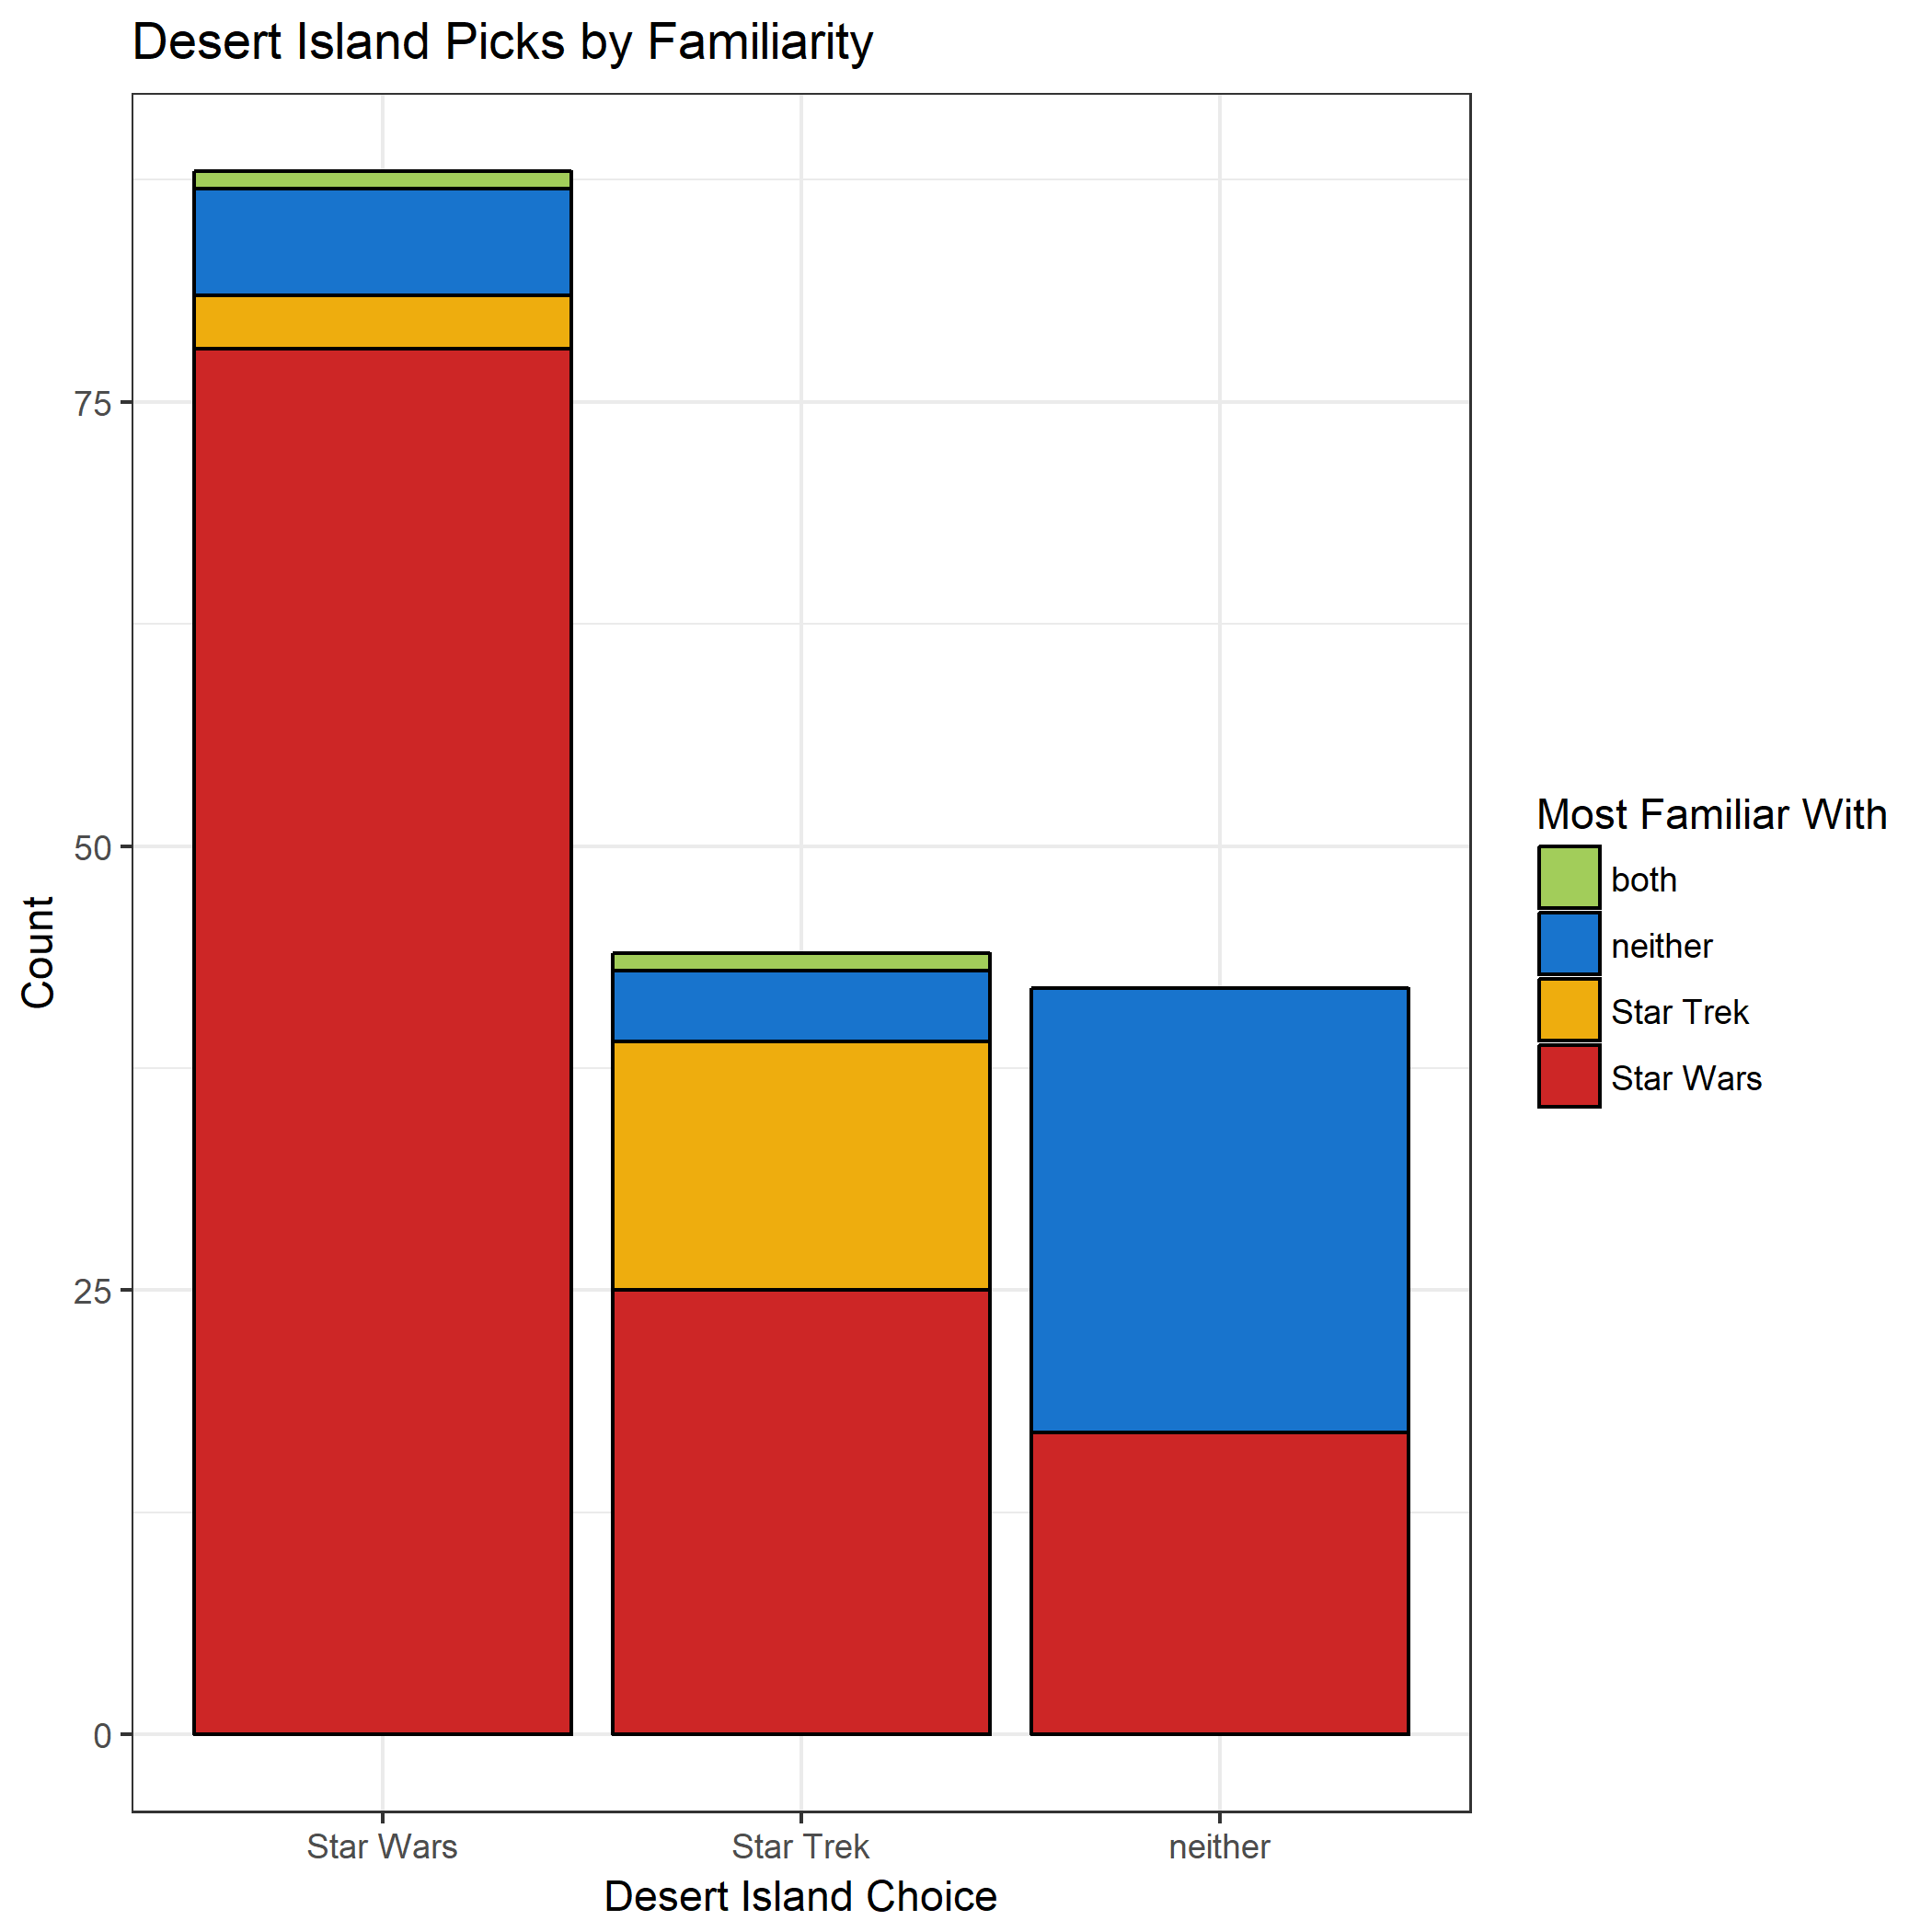 Desert Island Picks by Familiarity
75
50
25
0
Count
Star Wars
Star Trek
neither
Desert Island Choice
Most Familiar With
both
neither
Star Trek
Star Wars